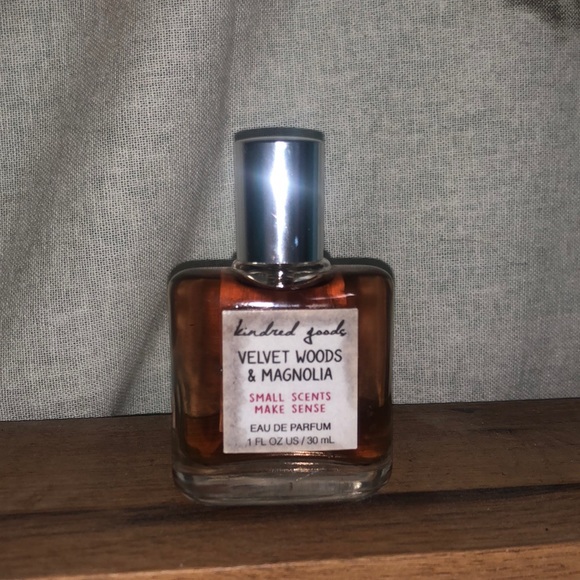 kindred goods
VELVET WOODS
& MAGNOLIA
SMALL SCENTS
MAKE SENSE
EAU DE PARFUM
1 FL OZ US / 30 mL